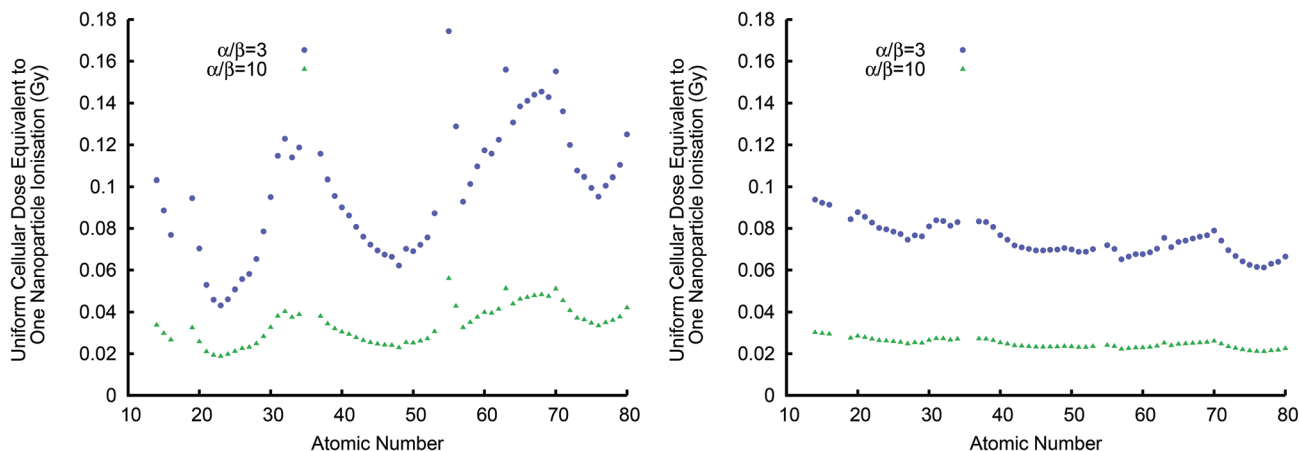 Uniform Cellular Dose Equivalent to
One Nanoparticle Ionisation (Gy)
0.18
0.16
0.14
0.12
0.1
0.08
0.06
0.04
0.02
0
α/β=3
α/β=10
10 20 30 40 50 60 70 80
Atomic Number
Uniform Cellular Dose Equivalent to
One Nanoparticle Ionisation (Gy)
0.18
0.16
0.14
0.12
0.1
0.08
0.06
0.04
0.02
0
α/β=3
α/β=10
10 20 30 40 50 60 70 80
Atomic Number